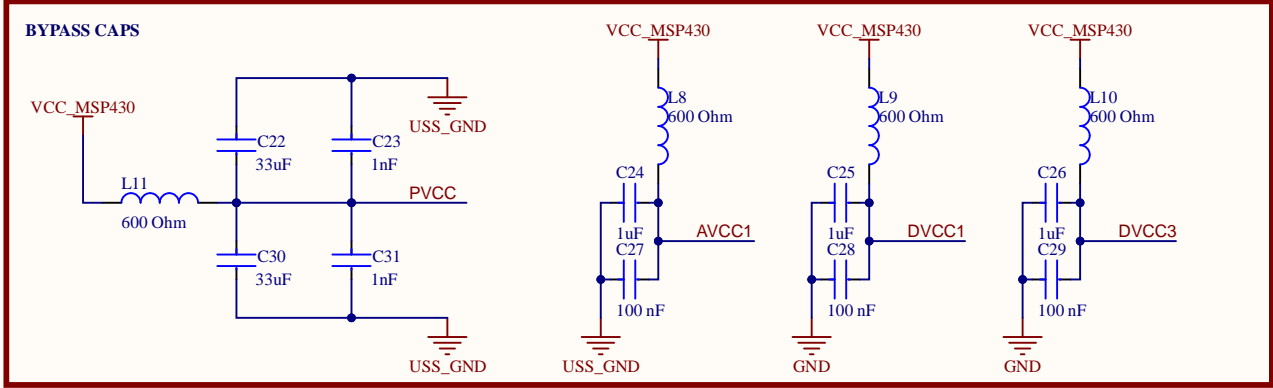 BYPASS CAPS
VCC_MSP430
L11
600 Ohm
C22
33uF
C23
1nF
USS_GND
PVCC
C30
33uF
C31
1nF
USS_GND
VCC_MSP430
L8
600 Ohm
C24
1uF
C27
100 nF
AVCC1
USS_GND
VCC_MSP430
L9
600 Ohm
C25
1uF
C28
100 nF
DVCC1
GND
VCC_MSP430
L10
600 Ohm
C26
1uF
C29
100 nF
DVCC3
GND